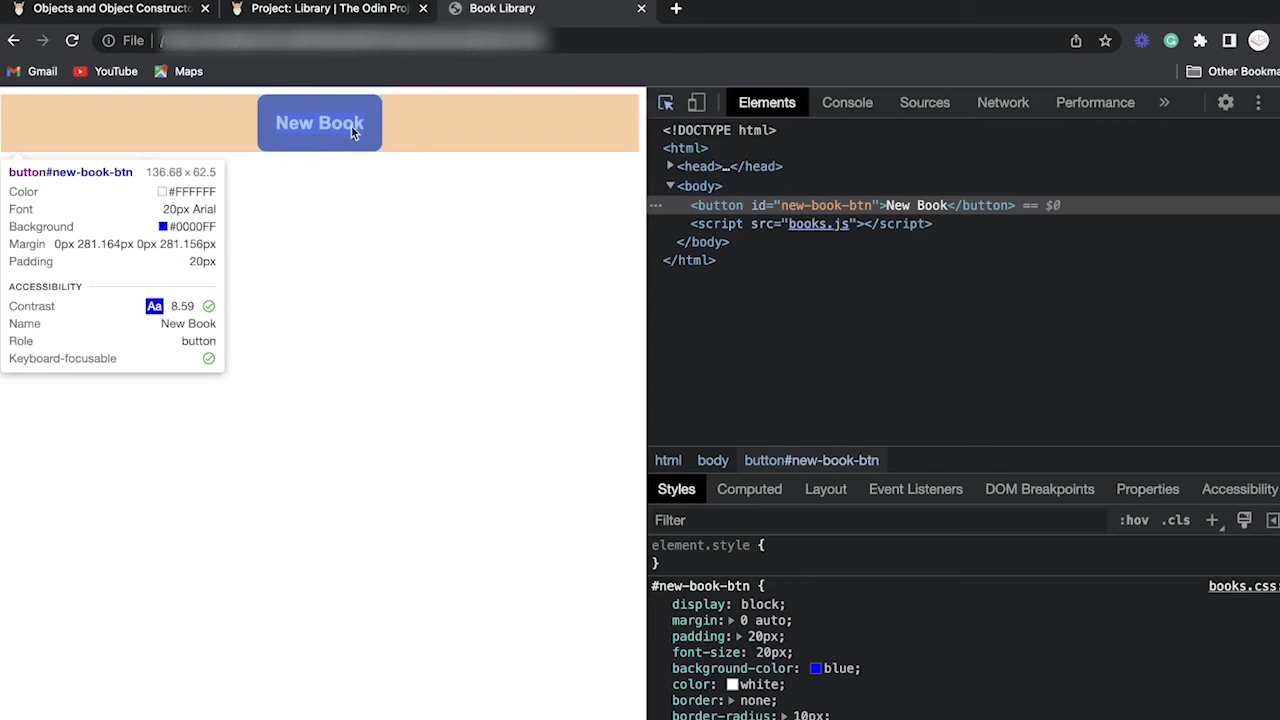 Objects and Object Constructo
Project: Library | The Odin Proj
Book Library
File | /
Gmail YouTube Maps Other Bookma
New Book
button#new-book-btn 136.68 × 62.5
Color #FFFFFF
Font 20px Arial
Background #0000FF
Margin 0px 281.164px 0px 281.156px
Padding 20px
ACCESSIBILITY
Contrast Aa 8.59
Name New Book
Role button
Keyboard-focusable
Elements Console Sources Network Performance »
<!DOCTYPE html>
<html>
<head>…</head>
<body>
<button id="new-book-btn">New Book</button> == $0
<script src="books.js"></script>
</body>
</html>
html body button#new-book-btn
Styles Computed Layout Event Listeners DOM Breakpoints Properties Accessibility
Filter :hov .cls +
element.style {
}
#new-book-btn { books.css:
display: block;
margin: 0 auto;
padding: 20px;
font-size: 20px;
background-color: blue;
color: white;
border: none;
border-radius: 10px;